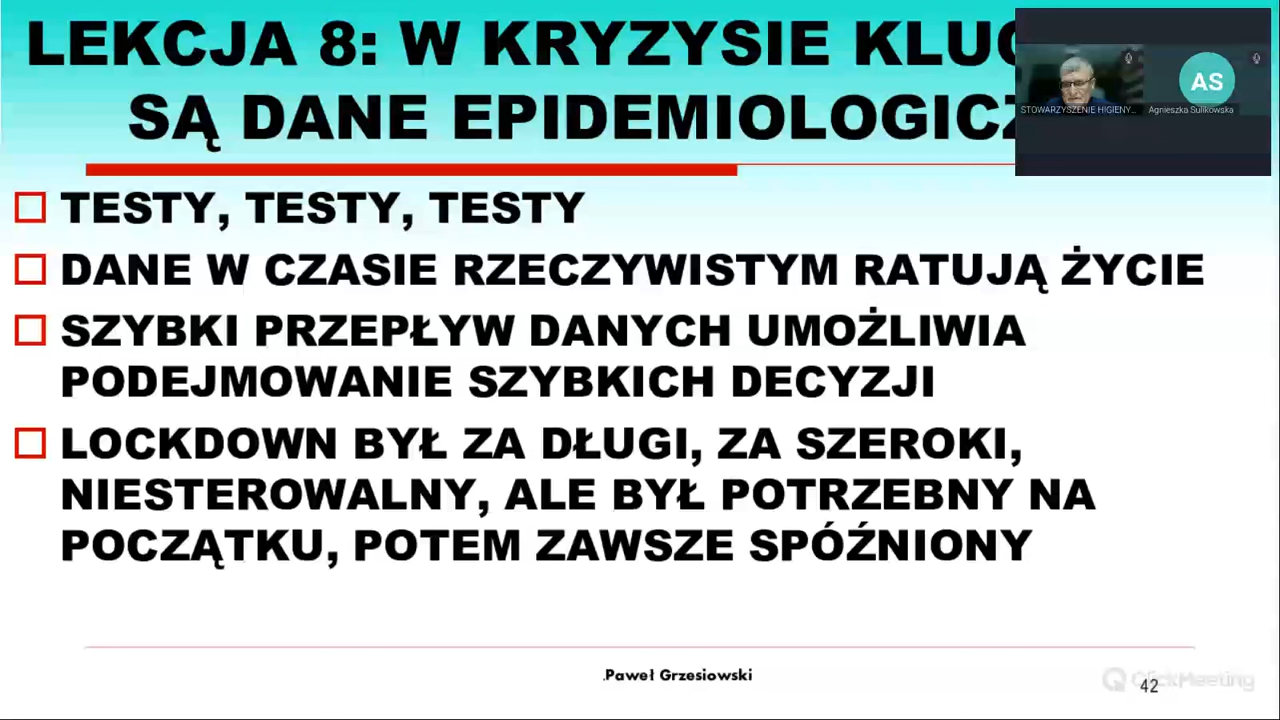 LEKCJA 8: W KRYZYSIE
SĄ DANE
AS
STOWARZYSZENIE HIGIENY...
Agnieszka Sulikowska
TESTY, TESTY, TESTY
DANE W CZASIE RZECZYWISTYM RATUJĄ ŻYCIE
SZYBKI PRZEPŁYW DANYCH UMOŻLIWIA
PODEJMOWANIE SZYBKICH DECYZJI
LOCKDOWN BYŁ ZA DŁUGI, ZA SZEROKI,
NIESTEROWALNY, ALE BYŁ POTRZEBNY NA
POCZĄTKU, POTEM ZAWSZE SPÓŹNIONY
Paweł Grzesiowski
ClickMeeting
42